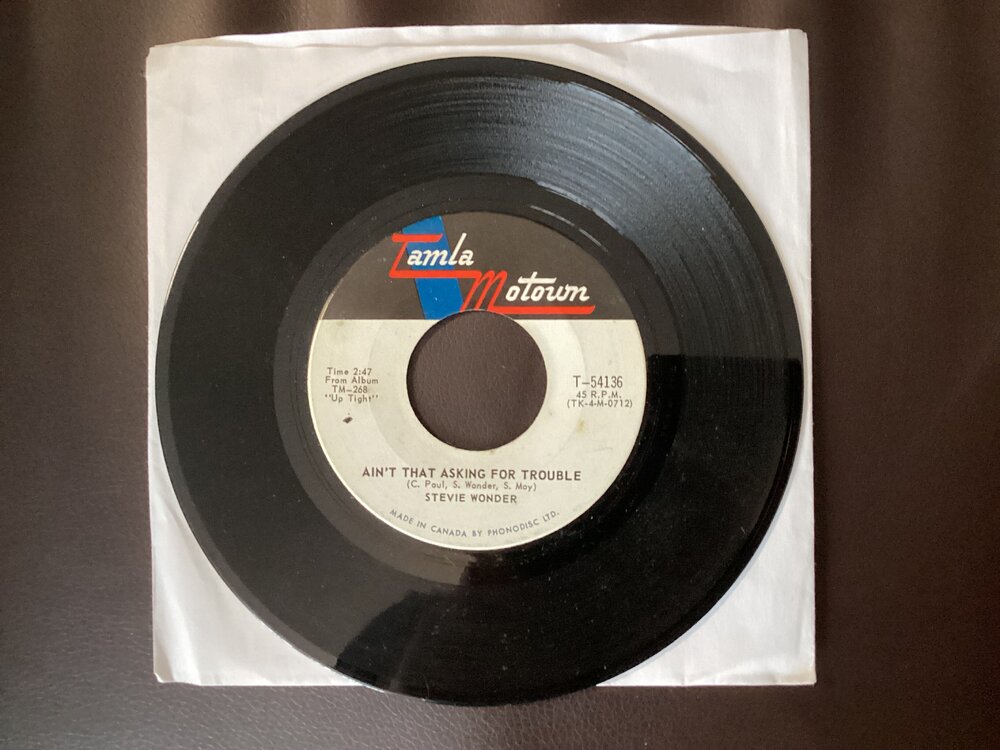 Tamla
Motown
Time 2:47
From Album
TM-268
"Up Tight"
T-54136
45 R.P.M.
(TK-4-M-0712)
AIN'T THAT ASKING FOR TROUBLE
(C. Paul, S. Wonder, S. Moy)
STEVIE WONDER
MADE IN CANADA BY PHONODISC LTD.